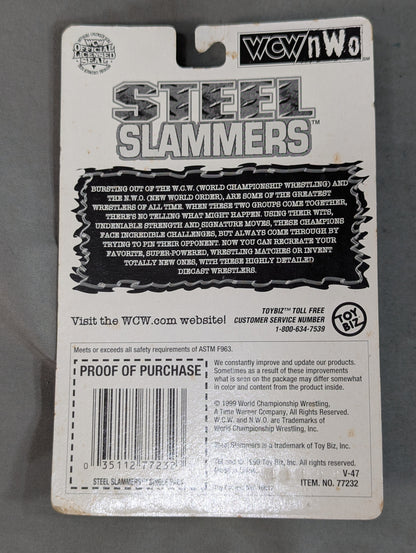 WCW
OFFICIAL
LICENSED
SEAL
WCW nWo
STEEL
SLAMMERS™
BURSTING OUT OF THE W.C.W. (WORLD CHAMPIONSHIP WRESTLING) AND
THE N.W.O. (NEW WORLD ORDER), ARE SOME OF THE GREATEST
WRESTLERS OF ALL TIME. WHEN THESE TWO GROUPS COME TOGETHER,
THERE'S NO TELLING WHAT MIGHT HAPPEN. USING THEIR WITS,
UNDENIABLE STRENGTH AND SIGNATURE MOVES, THESE CHAMPIONS
FACE INCREDIBLE CHALLENGES, BUT ALWAYS COME THROUGH BY
TRYING TO PIN THEIR OPPONENT. NOW YOU CAN RECREATE YOUR
FAVORITE, SUPER-POWERED, WRESTLING MATCHES OR INVENT
TOTALLY NEW ONES, WITH THESE HIGHLY DETAILED
DIECAST WRESTLERS.
Visit the WCW.com website!
TOYBIZ™ TOLL FREE
CUSTOMER SERVICE NUMBER
1-800-634-7539
TOY
BIZ
Meets or exceeds all safety requirements of ASTM F963.
PROOF OF PURCHASE
0 35112 77232
STEEL SLAMMERS™
We constantly improve and update our products.
Sometimes as a result of these improvements
what is seen on the package may differ somewhat
in color and content from the package inside.
© 1999 World Championship Wrestling,
A Time Warner Company, All Rights Reserved.
W.C.W. and N.W.O. are Trademarks of
World Championship Wrestling, Inc.
Steel Slammers is a trademark of Toy Biz, Inc.
Toy Biz, Inc.
V-47
ITEM NO. 77232